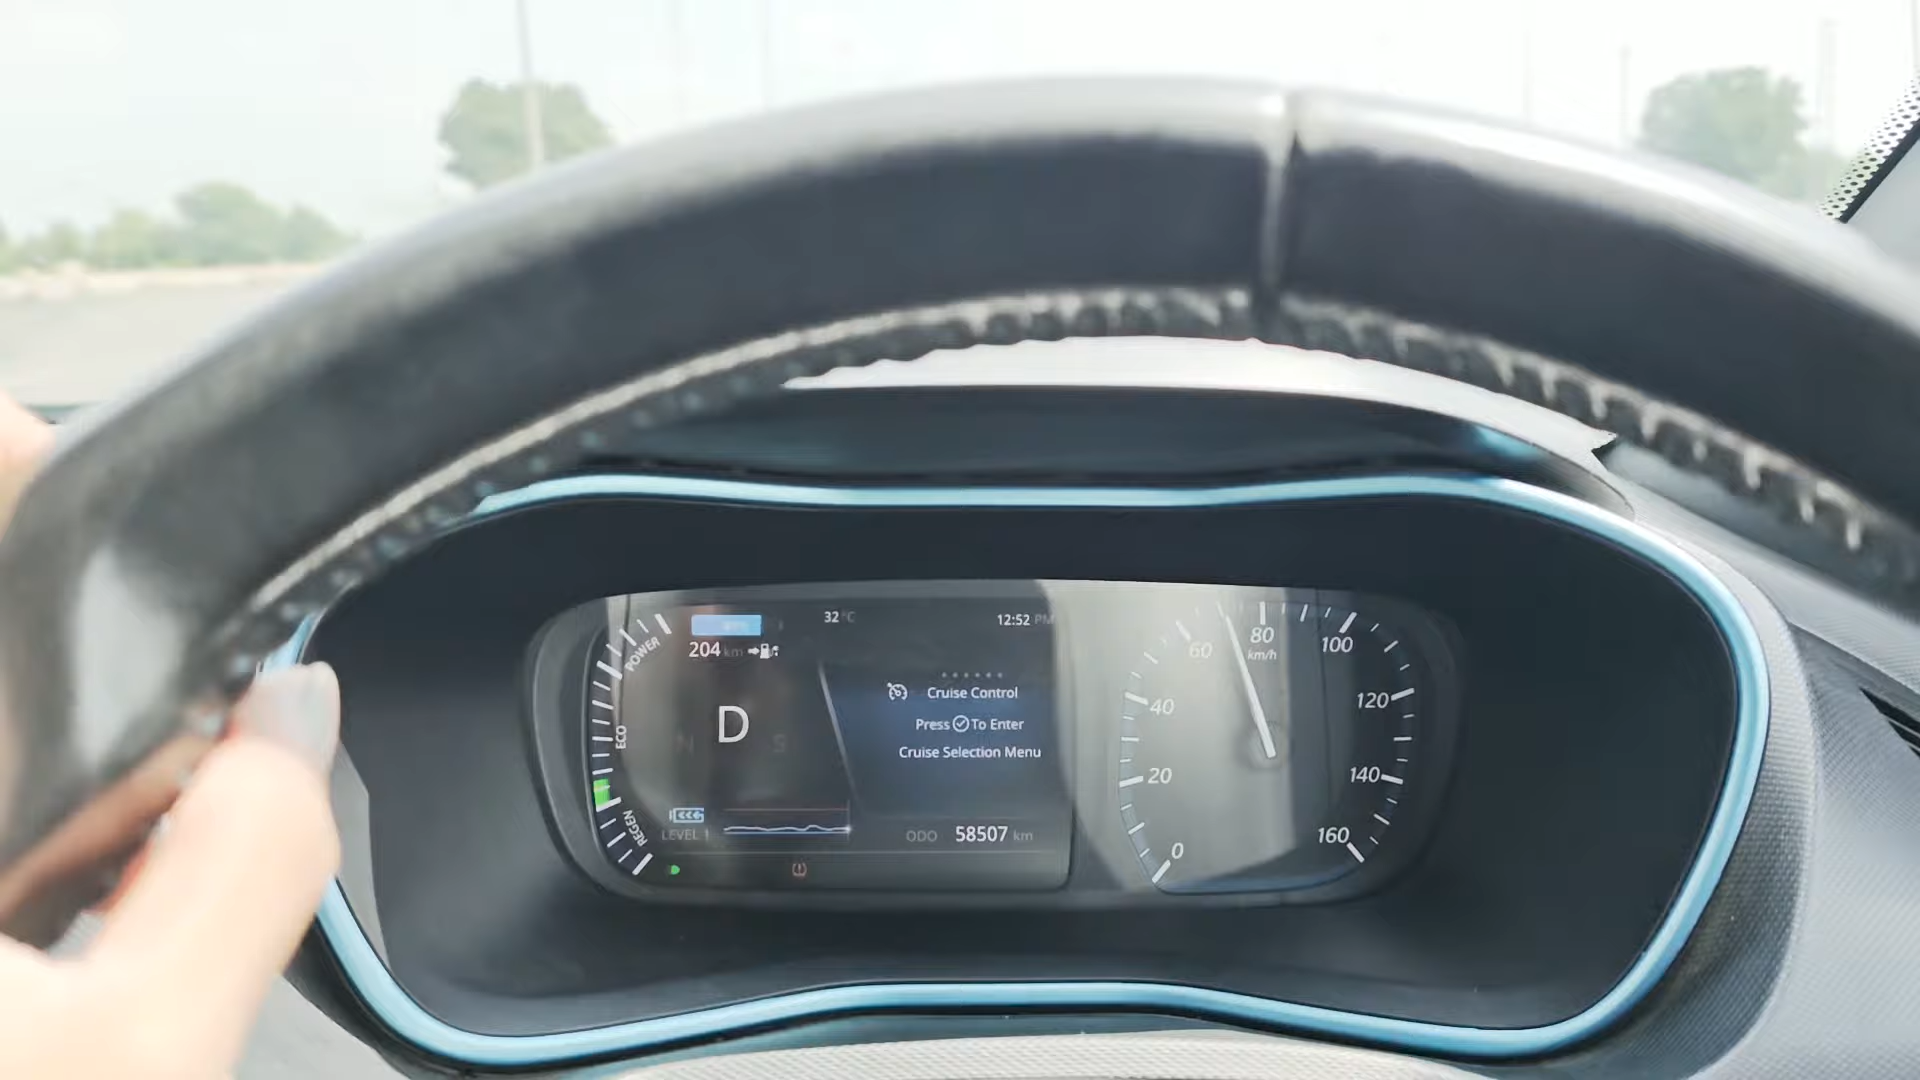 POWER
204 km
32 °C
12:52 PM
Cruise Control
Press To Enter
Cruise Selection Menu
D
N
S
ECO
REGEN
LEVEL 1
ODO 58507 km
0
20
40
60
80
km/h
100
120
140
160